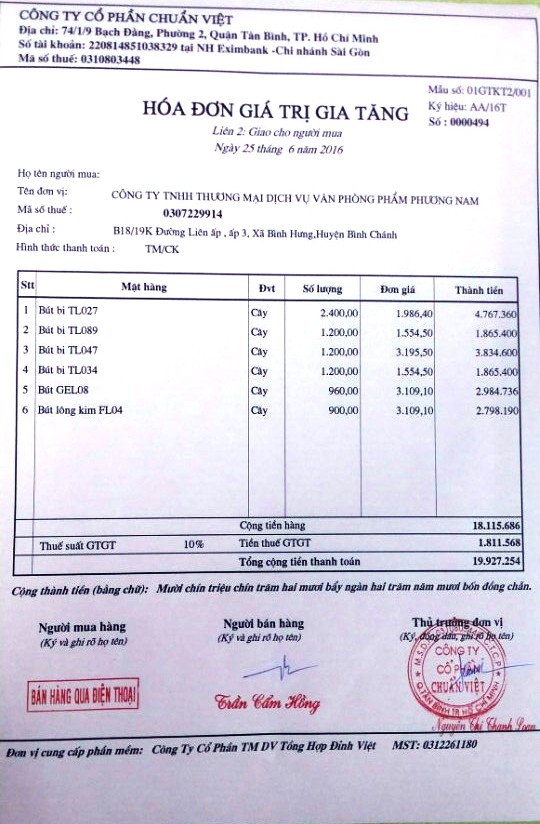 CÔNG TY CỔ PHẦN CHUẨN VIỆT
Địa chỉ: 74/1/9 Bạch Đằng, Phường 2, Quận Tân Bình, TP. Hồ Chí Minh
Số tài khoản: 220814851038329 tại NH Eximbank -Chi nhánh Sài Gòn
Mã số thuế: 0310803448
Mẫu số: 01GTKT2/001
HÓA ĐƠN GIÁ TRỊ GIA TĂNG
Ký hiệu: AA/16T
Số : 0000494
Liên 2: Giao cho người mua
Ngày 25 tháng 6 năm 2016
Họ tên người mua:
Tên đơn vị: CÔNG TY TNHH THƯƠNG MẠI DỊCH VỤ VĂN PHÒNG PHẨM PHƯƠNG NAM
Mã số thuế : 0307229914
Địa chỉ : B18/19K Đường Liên ấp , ấp 3, Xã Bình Hưng,Huyện Bình Chánh
Hình thức thanh toán : TM/CK
Stt Mặt hàng Đvt Số lượng Đơn giá Thành tiền
1 Bút bi TL027 Cây 2.400,00 1.986,40 4.767.360
2 Bút bi TL089 Cây 1.200,00 1.554,50 1.865.400
3 Bút bi TL047 Cây 1.200,00 3.195,50 3.834.600
4 Bút bi TL034 Cây 1.200,00 1.554,50 1.865.400
5 Bút GEL08 Cây 960,00 3.109,10 2.984.736
6 Bút lông kim FL04 Cây 900,00 3.109,10 2.798.190
Cộng tiền hàng 18.115.686
Thuế suất GTGT 10% Tiền thuế GTGT 1.811.568
Tổng cộng tiền thanh toán 19.927.254
Cộng thành tiền (bằng chữ): Mười chín triệu chín trăm hai mươi bảy ngàn hai trăm năm mươi bốn đồng chẵn.
Người mua hàng Người bán hàng Thủ trưởng đơn vị
(Ký và ghi rõ họ tên) (Ký và ghi rõ họ tên) (Ký, đóng dấu, ghi rõ họ tên)
CÔNG TY
CỔ PHẦN
CHUẨN VIỆT
Q.TÂN BÌNH TP. HỒ CHÍ MINH
BÁN HÀNG QUA ĐIỆN THOẠI
Trần Cẩm Hồng
Nguyễn Thị Thanh Loan
Đơn vị cung cấp phần mềm: Công Ty Cổ Phần TM DV Tổng Hợp Đỉnh Việt MST: 0312261180